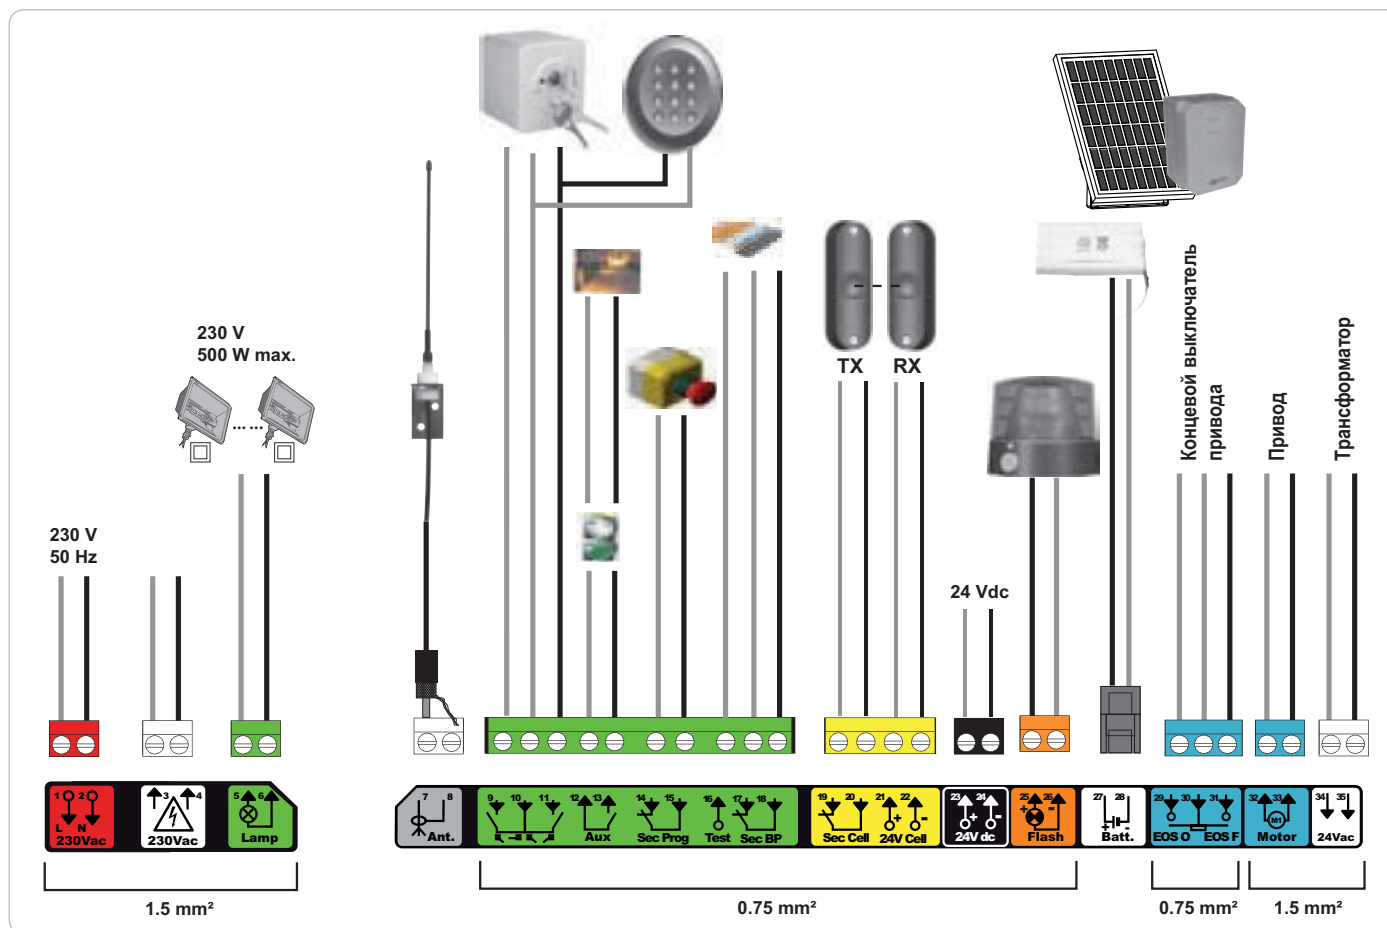 230 V
500 W max.
... ...
230 V
50 Hz
TX
RX
24 Vdc
Концевой выключатель
привода
Привод
Трансформатор
1 2 3 4 5 6
L N
230Vac
230Vac
Lamp
7 8 9 10 11 12 13 14 15 16 17 18 19 20 21 22 23 24 25 26 27 28 29 30 31 32 33 34 35
+ - + - + - + -
M1
Ant.
Aux
Sec Prog
Test
Sec BP
Sec Cell
24V Cell
24V dc
Flash
Batt.
EOS O
EOS F
Motor
24Vac
1.5 mm²
0.75 mm²
0.75 mm²
1.5 mm²